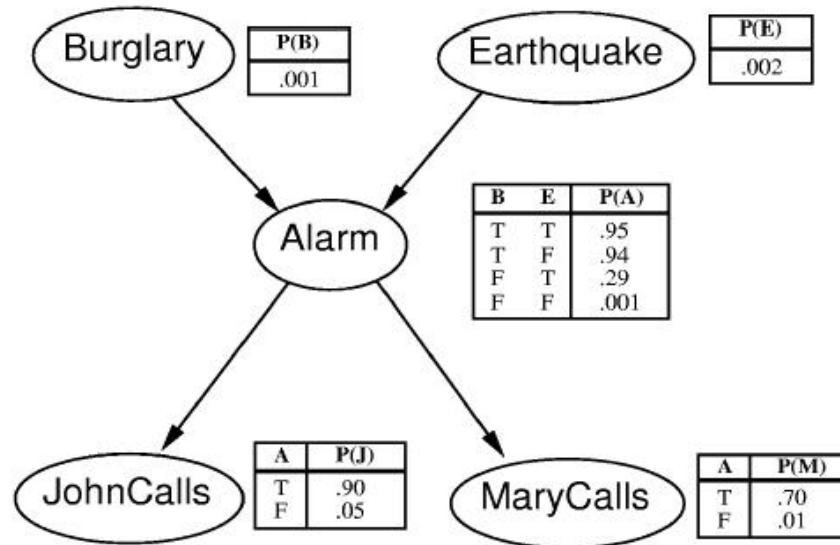 Burglary
P(B)
.001
Earthquake
P(E)
.002
Alarm
B E P(A)
T T .95
T F .94
F T .29
F F .001
JohnCalls
A P(J)
T .90
F .05
MaryCalls
A P(M)
T .70
F .01